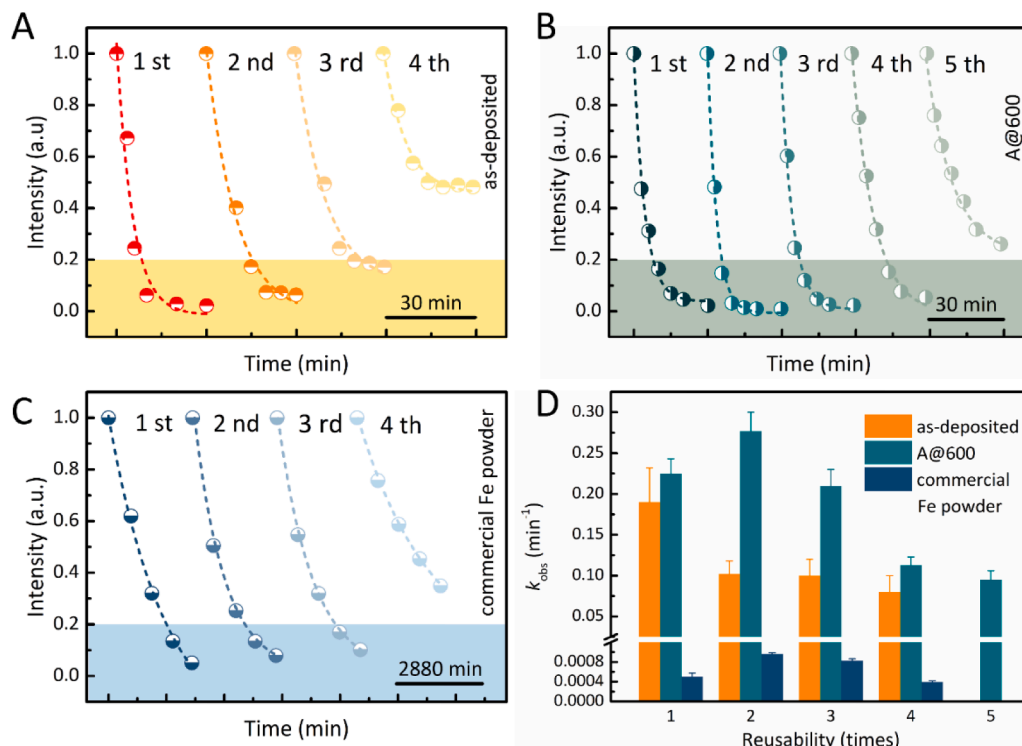 A
1.0
0.8
0.6
0.4
0.2
0.0
Intensity (a.u)
1 st
2 nd
3 rd
4 th
as-deposited
30 min
Time (min)
B
1.0
0.8
0.6
0.4
0.2
0.0
Intensity (a.u.)
1 st
2 nd
3 rd
4 th
5 th
A@600
30 min
Time (min)
C
1.0
0.8
0.6
0.4
0.2
0.0
Intensity (a.u.)
1 st
2 nd
3 rd
4 th
commercial Fe powder
2880 min
Time (min)
D
0.30
0.25
0.20
0.15
0.10
0.05
0.0008
0.0004
0.0000
k_obs (min⁻¹)
as-deposited
A@600
commercial
Fe powder
1 2 3 4 5
Reusability (times)